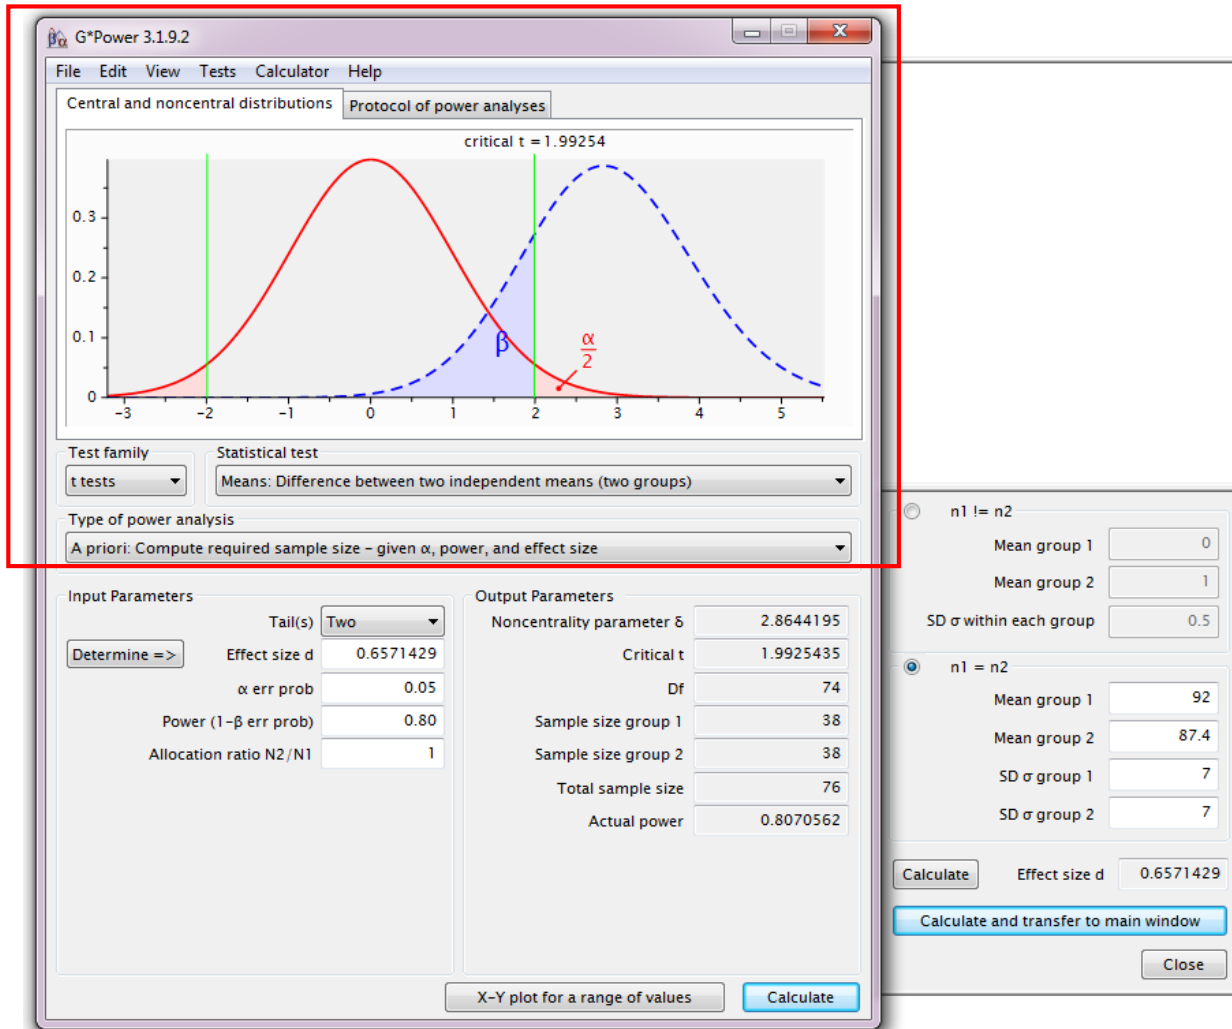 G*Power 3.1.9.2
File Edit View Tests Calculator Help
Central and noncentral distributions Protocol of power analyses
critical t = 1.99254
0.3
0.2
0.1
0
β
α
2
-3 -2 -1 0 1 2 3 4 5
Test family Statistical test
t tests Means: Difference between two independent means (two groups)
Type of power analysis
A priori: Compute required sample size – given α, power, and effect size
Input Parameters
Tail(s) Two
Determine => Effect size d 0.6571429
α err prob 0.05
Power (1-β err prob) 0.80
Allocation ratio N2/N1 1
Output Parameters
Noncentrality parameter δ 2.8644195
Critical t 1.9925435
Df 74
Sample size group 1 38
Sample size group 2 38
Total sample size 76
Actual power 0.8070562
X-Y plot for a range of values Calculate
n1 != n2
Mean group 1 0
Mean group 2 1
SD σ within each group 0.5
n1 = n2
Mean group 1 92
Mean group 2 87.4
SD σ group 1 7
SD σ group 2 7
Calculate Effect size d 0.6571429
Calculate and transfer to main window
Close